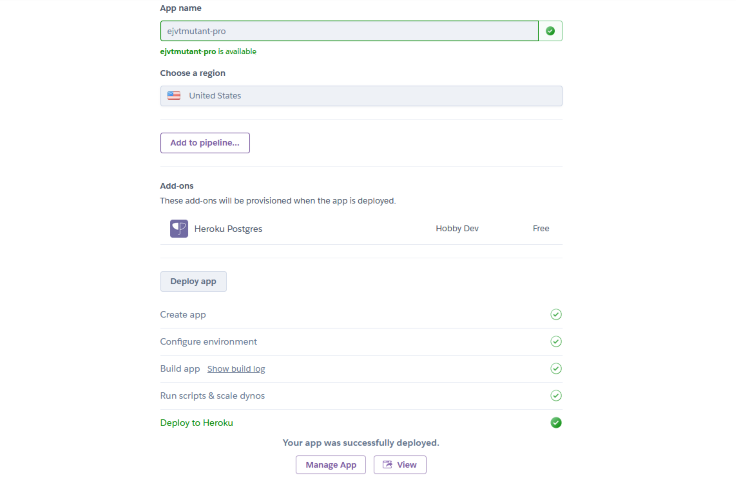 App name
ejvtmutant-pro
ejvtmutant-pro is available
Choose a region
United States
Add to pipeline...
Add-ons
These add-ons will be provisioned when the app is deployed.
Heroku Postgres Hobby Dev Free
Deploy app
Create app
Configure environment
Build app Show build log
Run scripts & scale dynos
Deploy to Heroku
Your app was successfully deployed.
Manage App View